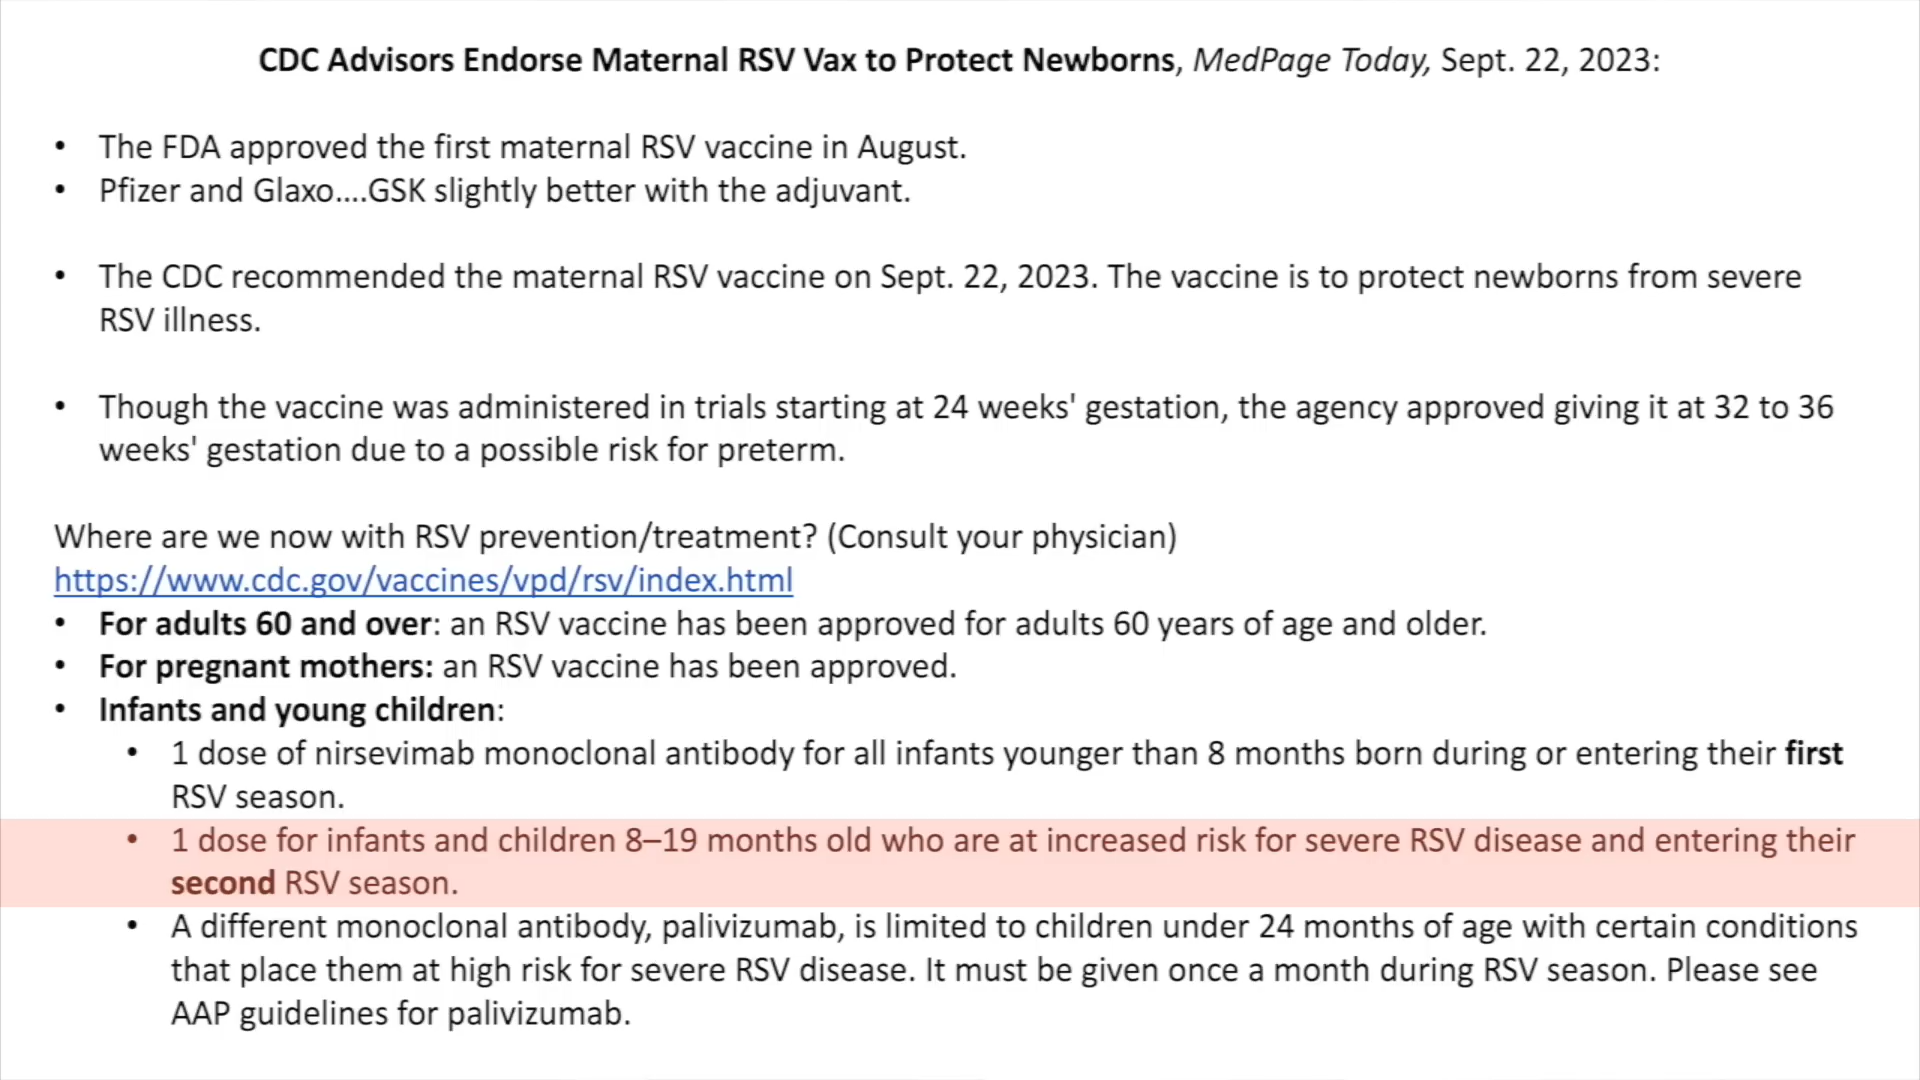 CDC Advisors Endorse Maternal RSV Vax to Protect Newborns, MedPage Today, Sept. 22, 2023:
• The FDA approved the first maternal RSV vaccine in August.
• Pfizer and Glaxo....GSK slightly better with the adjuvant.
• The CDC recommended the maternal RSV vaccine on Sept. 22, 2023. The vaccine is to protect newborns from severe
RSV illness.
• Though the vaccine was administered in trials starting at 24 weeks' gestation, the agency approved giving it at 32 to 36
weeks' gestation due to a possible risk for preterm.
Where are we now with RSV prevention/treatment? (Consult your physician)
https://www.cdc.gov/vaccines/vpd/rsv/index.html
• For adults 60 and over: an RSV vaccine has been approved for adults 60 years of age and older.
• For pregnant mothers: an RSV vaccine has been approved.
• Infants and young children:
• 1 dose of nirsevimab monoclonal antibody for all infants younger than 8 months born during or entering their first
RSV season.
• 1 dose for infants and children 8–19 months old who are at increased risk for severe RSV disease and entering their
second RSV season.
• A different monoclonal antibody, palivizumab, is limited to children under 24 months of age with certain conditions
that place them at high risk for severe RSV disease. It must be given once a month during RSV season. Please see
AAP guidelines for palivizumab.